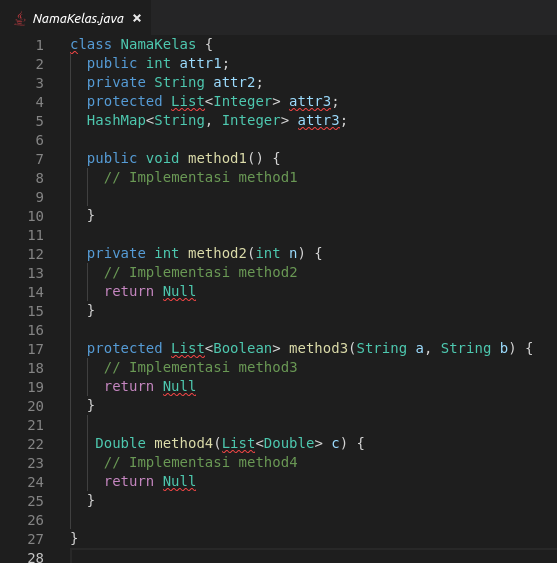 NamaKelas.java ×
1 class NamaKelas {
2 public int attr1;
3 private String attr2;
4 protected List<Integer> attr3;
5 HashMap<String, Integer> attr3;
6
7 public void method1() {
8 // Implementasi method1
9
10 }
11
12 private int method2(int n) {
13 // Implementasi method2
14 return Null
15 }
16
17 protected List<Boolean> method3(String a, String b) {
18 // Implementasi method3
19 return Null
20 }
21
22 Double method4(List<Double> c) {
23 // Implementasi method4
24 return Null
25 }
26
27 }
28